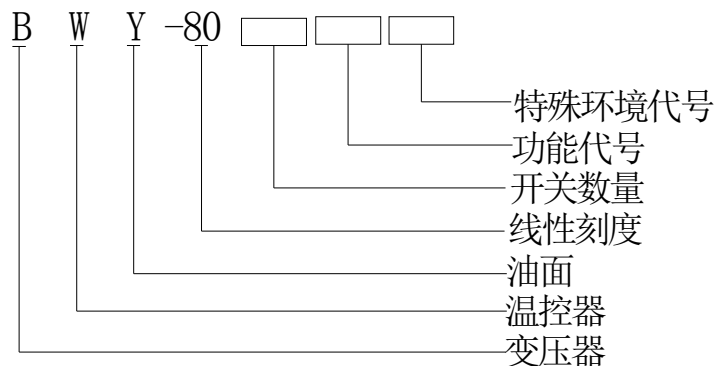 B W Y -80
特殊环境代号
功能代号
开关数量
线性刻度
油面
温控器
变压器